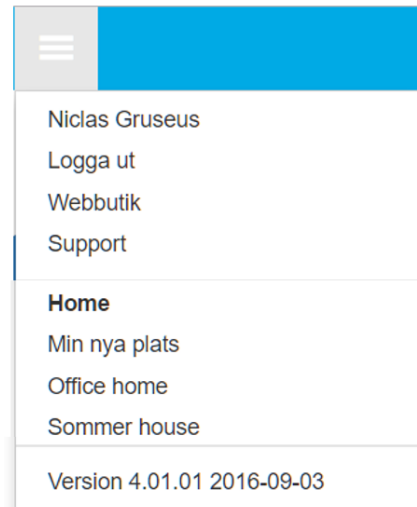 Niclas Gruseus
Logga ut
Webbutik
Support
Home
Min nya plats
Office home
Sommer house
Version 4.01.01 2016-09-03